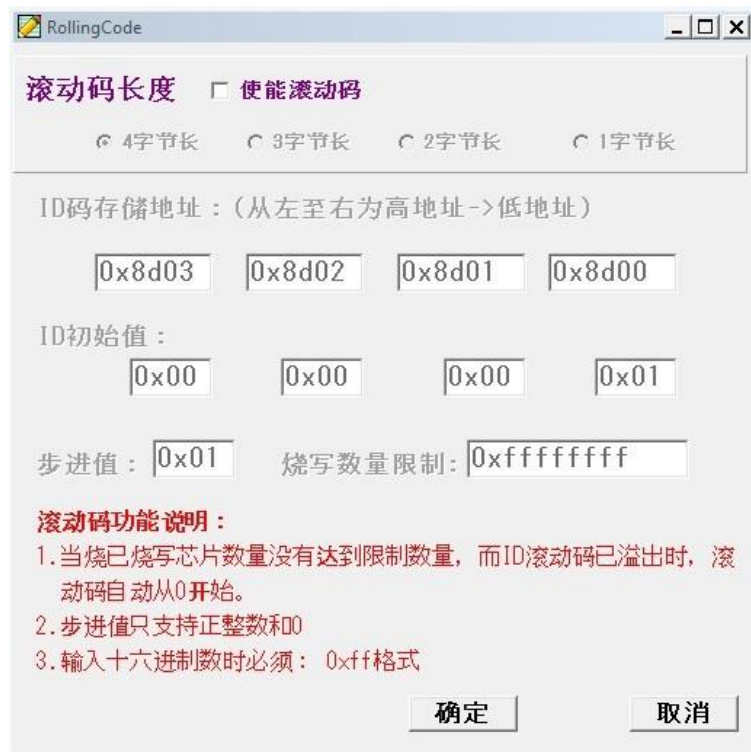 RollingCode
滚动码长度 使能滚动码
4字节长 3字节长 2字节长 1字节长
ID码存储地址：(从左至右为高地址->低地址)
0x8d03 0x8d02 0x8d01 0x8d00
ID初始值：
0x00 0x00 0x00 0x01
步进值： 0x01 烧写数量限制: 0xffffffff
滚动码功能说明：
1.当烧已烧写芯片数量没有达到限制数量，而ID滚动码已溢出时，滚
动码自动从0开始。
2.步进值只支持正整数和0
3.输入十六进制数时必须： 0xff格式
确定 取消